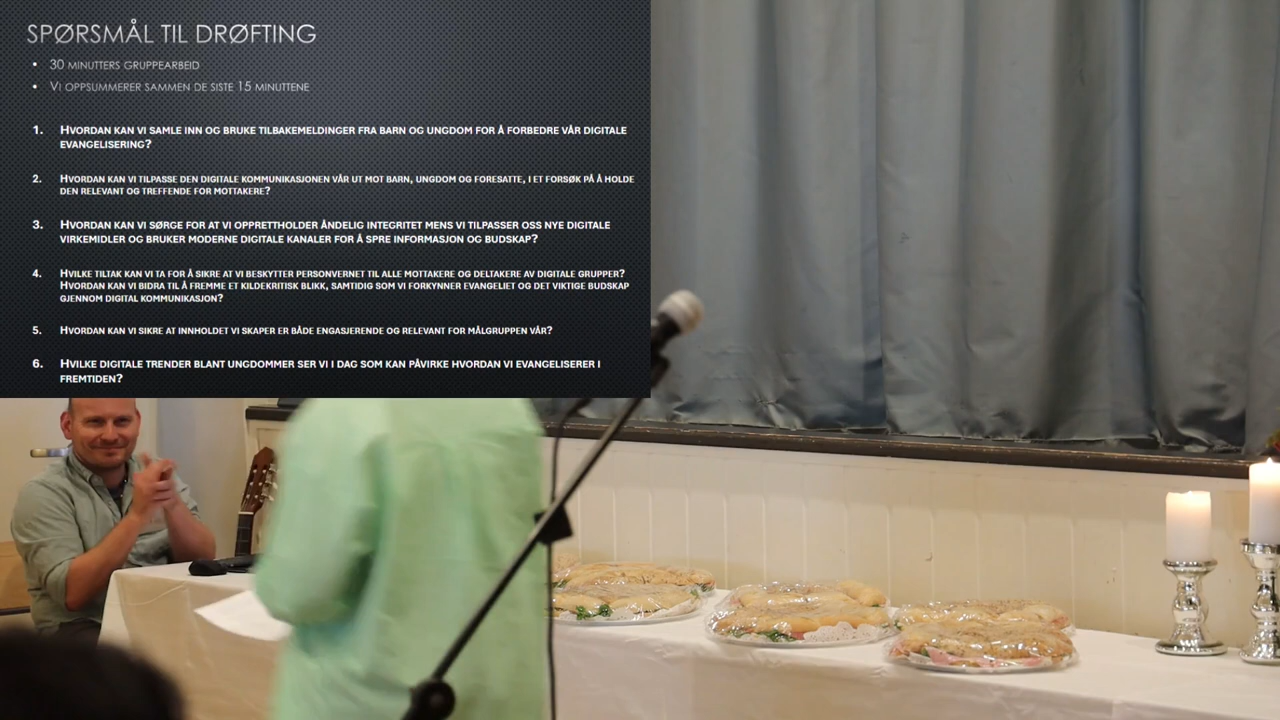 SPØRSMÅL TIL DRØFTING
• 30 MINUTTERS GRUPPEARBEID
• VI OPPSUMMERER SAMMEN DE SISTE 15 MINUTTENE
1. HVORDAN KAN VI SAMLE INN OG BRUKE TILBAKEMELDINGER FRA BARN OG UNGDOM FOR Å FORBEDRE VÅR DIGITALE
EVANGELISERING?
2. HVORDAN KAN VI TILPASSE DEN DIGITALE KOMMUNIKASJONEN VÅR UT MOT BARN, UNGDOM OG FORESATTE, I ET FORSØK PÅ Å HOLDE
DEN RELEVANT OG TREFFENDE FOR MOTTAKERE?
3. HVORDAN KAN VI SØRGE FOR AT VI OPPRETTHOLDER ÅNDELIG INTEGRITET MENS VI TILPASSER OSS NYE DIGITALE
VIRKEMIDLER OG BRUKER MODERNE DIGITALE KANALER FOR Å SPRE INFORMASJON OG BUDSKAP?
4. HVILKE TILTAK KAN VI TA FOR Å SIKRE AT VI BESKYTTER PERSONVERNET TIL ALLE MOTTAKERE OG DELTAKERE AV DIGITALE GRUPPER?
HVORDAN KAN VI BIDRA TIL Å FREMME ET KILDEKRITISK BLIKK, SAMTIDIG SOM VI FORKYNNER EVANGELIET OG DET VIKTIGE BUDSKAP
GJENNOM DIGITAL KOMMUNIKASJON?
5. HVORDAN KAN VI SIKRE AT INNHOLDET VI SKAPER ER BÅDE ENGASJERENDE OG RELEVANT FOR MÅLGRUPPEN VÅR?
6. HVILKE DIGITALE TRENDER BLANT UNGDOMMER SER VI I DAG SOM KAN PÅVIRKE HVORDAN VI EVANGELISERER I
FREMTIDEN?